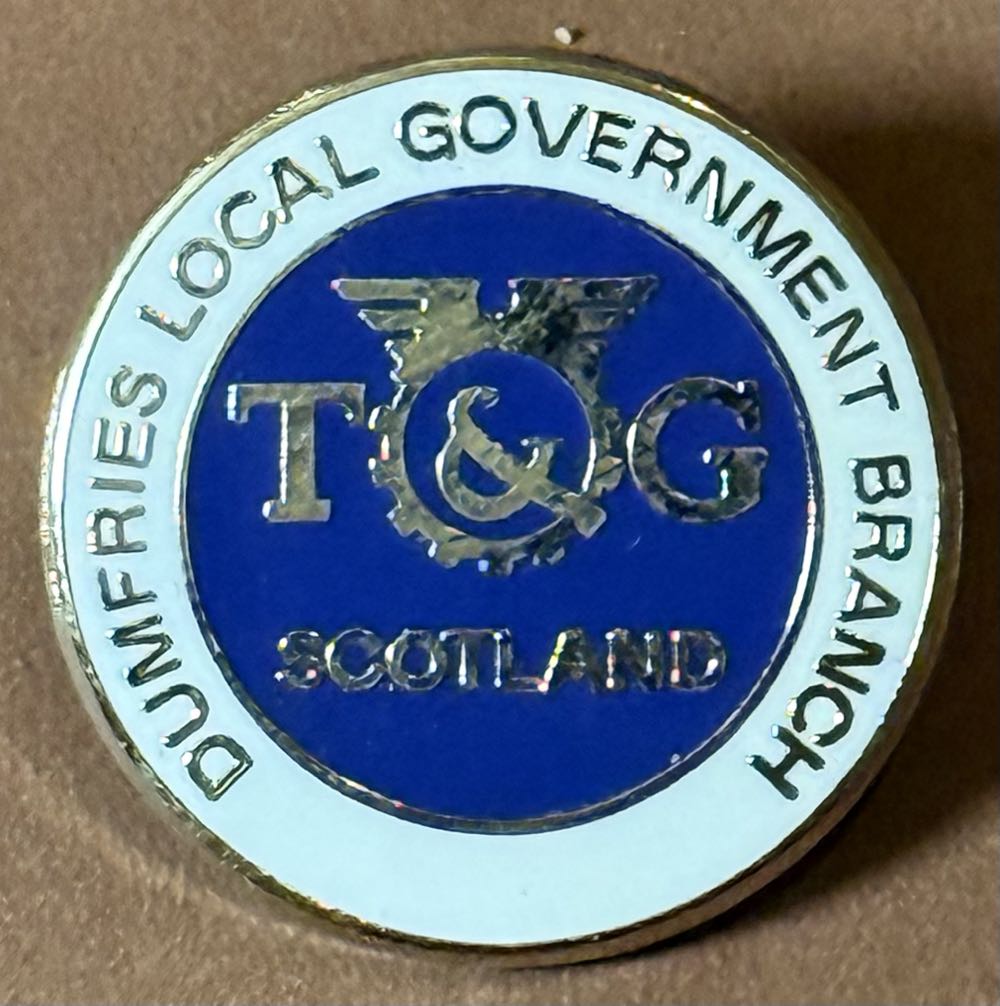 DUMFRIES LOCAL GOVERNMENT BRANCH
T&G
SCOTLAND